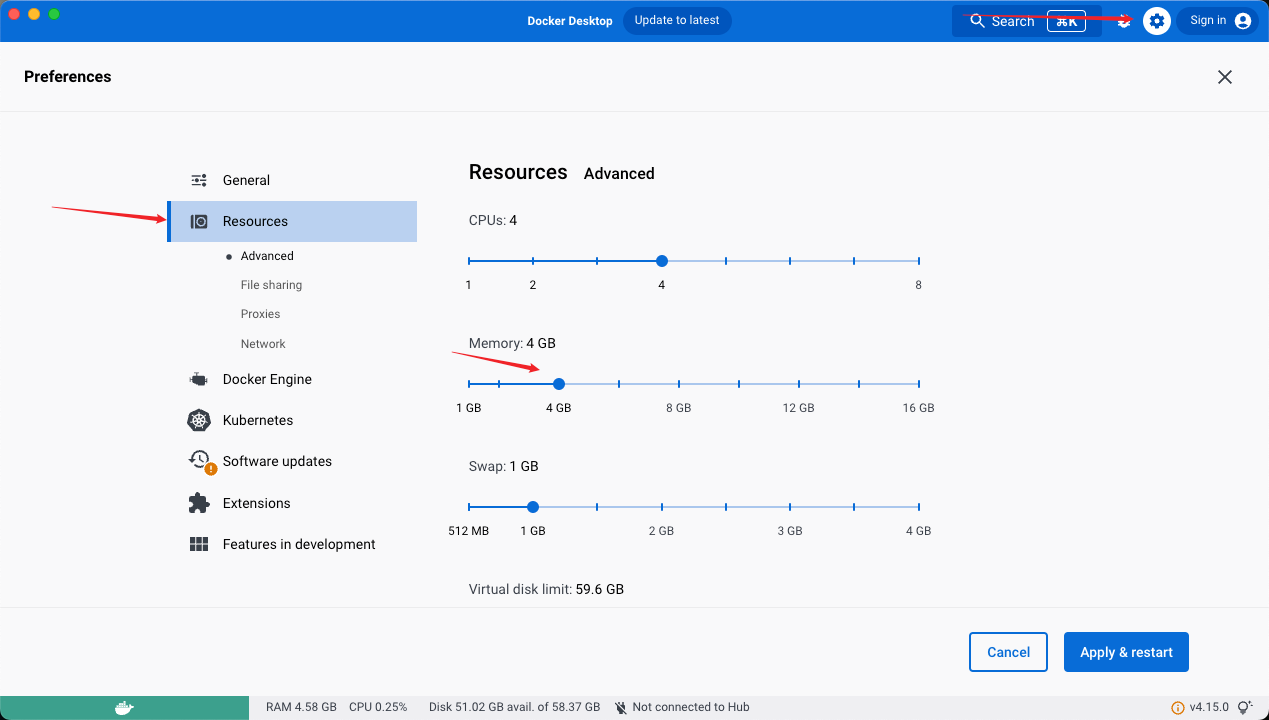 Docker Desktop
Update to latest
Search
⌘K
Sign in
Preferences
General
Resources
Advanced
File sharing
Proxies
Network
Docker Engine
Kubernetes
Software updates
Extensions
Features in development
Resources Advanced
CPUs: 4
1 2 4 8
Memory: 4 GB
1 GB 4 GB 8 GB 12 GB 16 GB
Swap: 1 GB
512 MB 1 GB 2 GB 3 GB 4 GB
Virtual disk limit: 59.6 GB
Cancel
Apply & restart
RAM 4.58 GB CPU 0.25% Disk 51.02 GB avail. of 58.37 GB Not connected to Hub v4.15.0